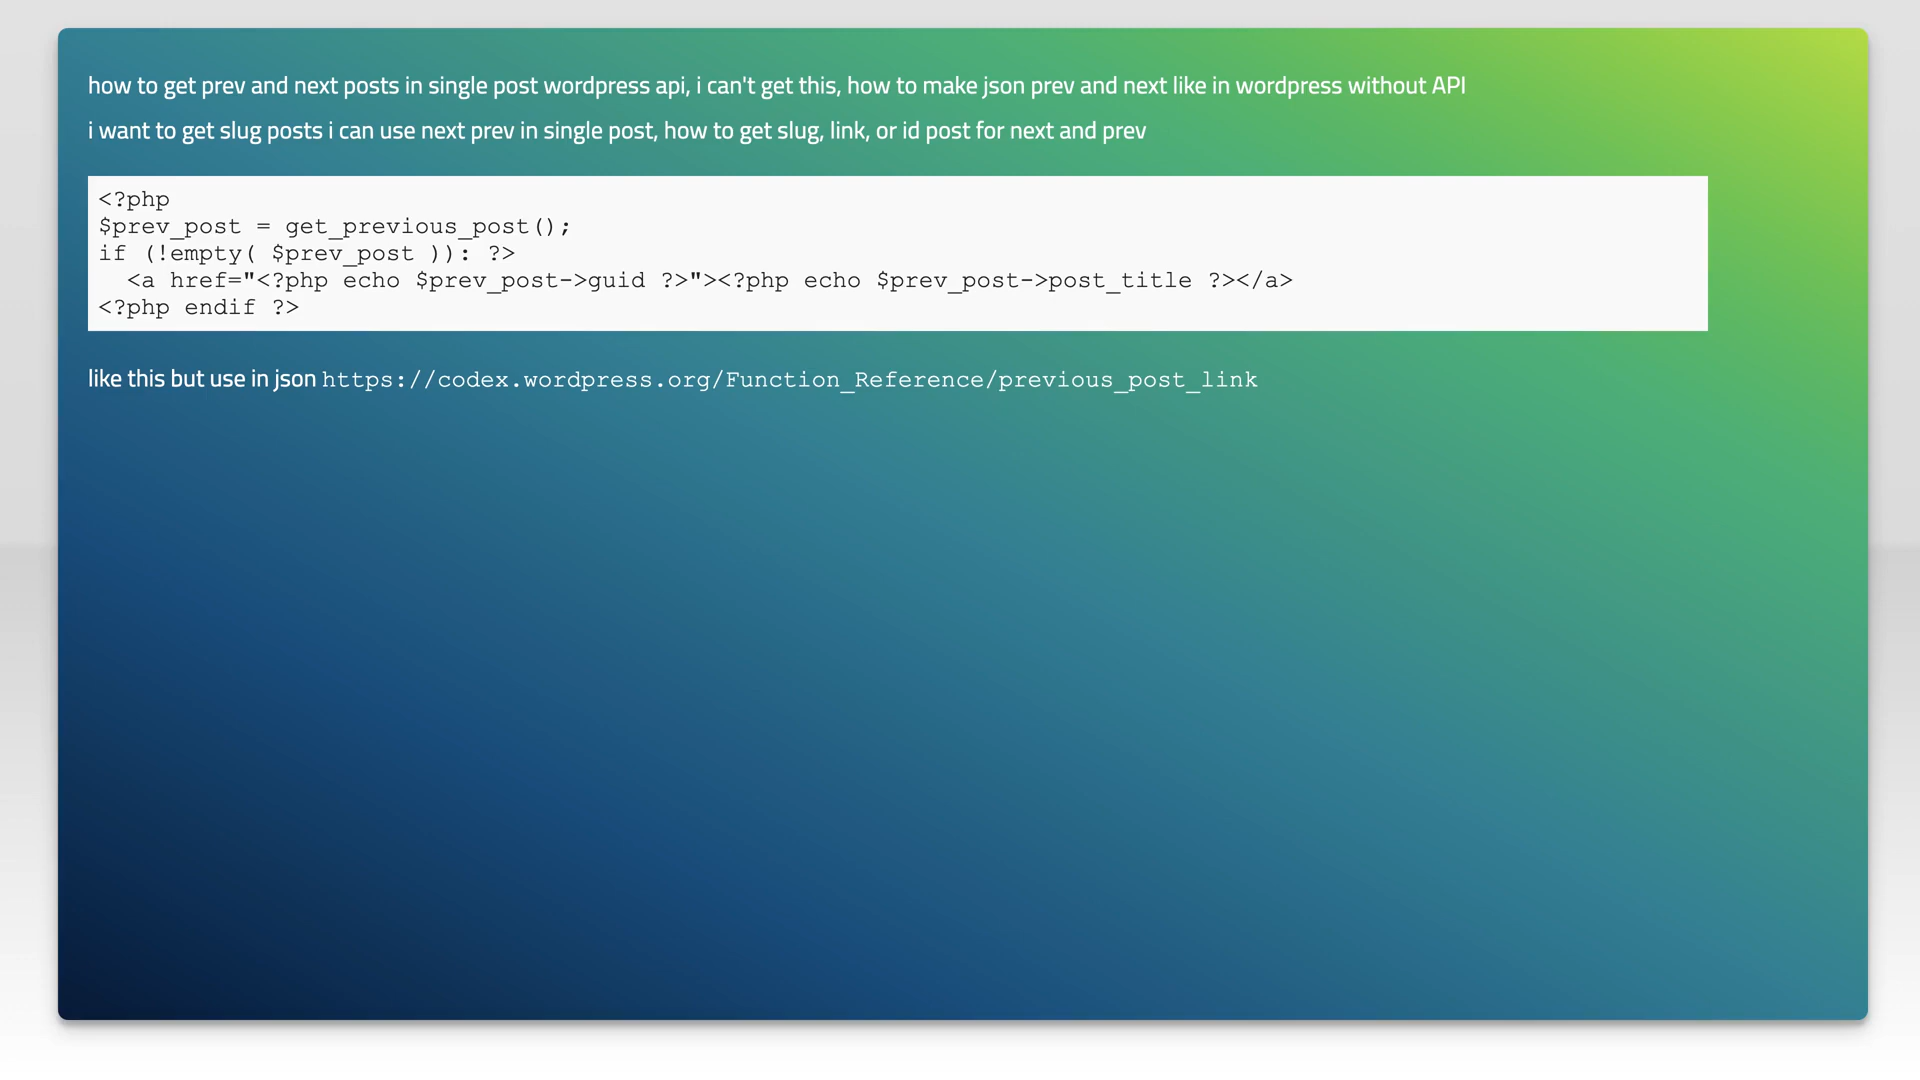 how to get prev and next posts in single post wordpress api, i can't get this, how to make json prev and next like in wordpress without API
i want to get slug posts i can use next prev in single post, how to get slug, link, or id post for next and prev
<?php
$prev_post = get_previous_post();
if (!empty( $prev_post )): ?>
  <a href="<?php echo $prev_post->guid ?>"><?php echo $prev_post->post_title ?></a>
<?php endif ?>
like this but use in json https://codex.wordpress.org/Function_Reference/previous_post_link